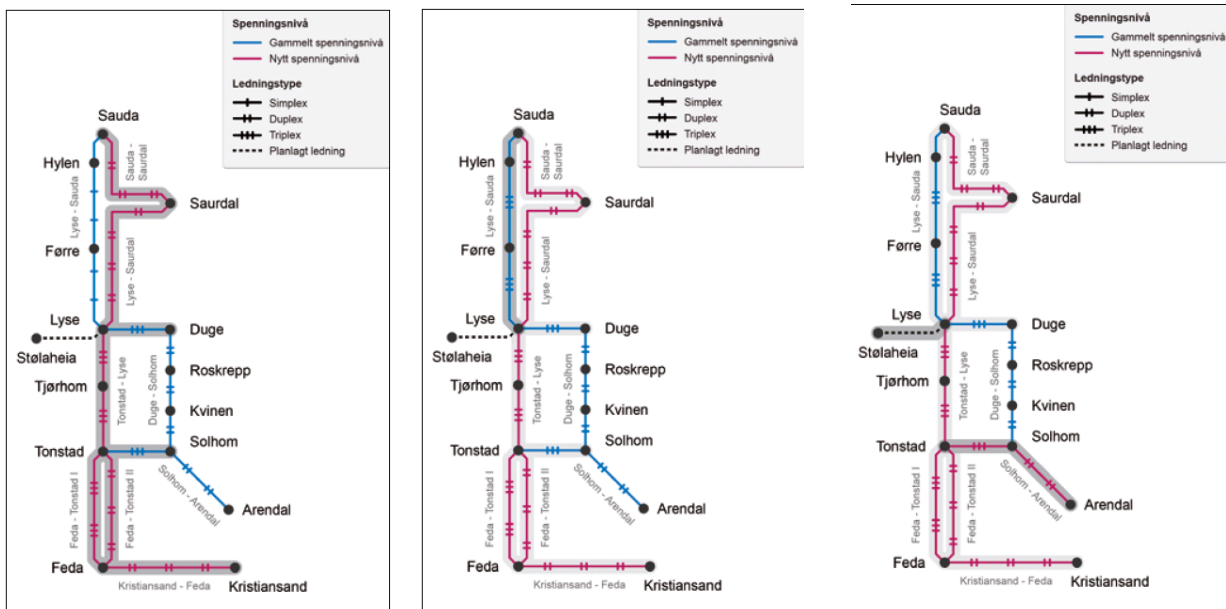 Spenningsnivå
Gammelt spenningsnivå
Nytt spenningsnivå
Ledningstype
Simplex
Duplex
Triplex
Planlagt ledning
Sauda
Hylen
Sauda -
Saurdal
Lyse - Sauda
Saurdal
Førre
Lyse - Saurdal
Lyse
Duge
Stølaheia
Tjørhom
Tonstad - Lyse
Duge - Solhom
Roskrepp
Kvinen
Tonstad
Solhom
Solhom - Arendal
Feda - Tonstad I
Feda - Tonstad II
Arendal
Feda
Kristiansand - Feda
Kristiansand
Spenningsnivå
Gammelt spenningsnivå
Nytt spenningsnivå
Ledningstype
Simplex
Duplex
Triplex
Planlagt ledning
Sauda
Hylen
Sauda -
Saurdal
Lyse - Sauda
Saurdal
Førre
Lyse - Saurdal
Lyse
Duge
Stølaheia
Tjørhom
Tonstad - Lyse
Duge - Solhom
Roskrepp
Kvinen
Tonstad
Solhom
Solhom - Arendal
Feda - Tonstad I
Feda - Tonstad II
Arendal
Feda
Kristiansand - Feda
Kristiansand
Spenningsnivå
Gammelt spenningsnivå
Nytt spenningsnivå
Ledningstype
Simplex
Duplex
Triplex
Planlagt ledning
Sauda
Hylen
Sauda -
Saurdal
Lyse - Sauda
Saurdal
Førre
Lyse - Saurdal
Lyse
Duge
Stølaheia
Tjørhom
Tonstad - Lyse
Duge - Solhom
Roskrepp
Kvinen
Tonstad
Solhom
Solhom - Arendal
Feda - Tonstad I
Feda - Tonstad II
Arendal
Feda
Kristiansand - Feda
Kristiansand